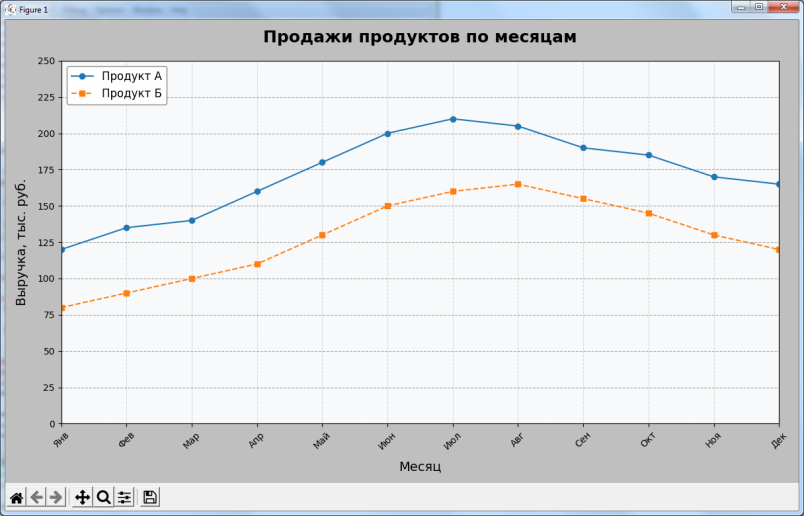 Figure 1
Продажи продуктов по месяцам
Продукт А
Продукт Б
Выручка, тыс. руб.
250
225
200
175
150
125
100
75
50
25
0
Янв
Фев
Мар
Апр
Май
Июн
Июл
Авг
Сен
Окт
Ноя
Дек
Месяц